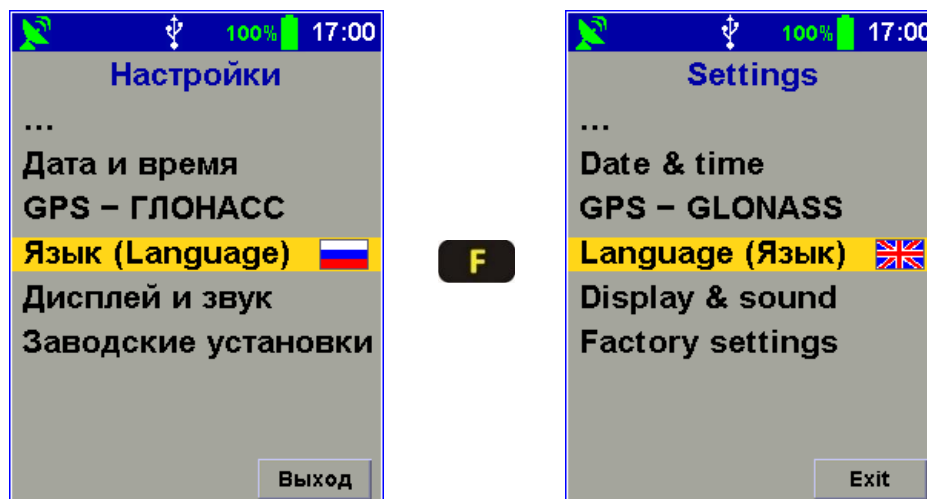 100% 17:00
Настройки
...
Дата и время
GPS – ГЛОНАСС
Язык (Language)
Дисплей и звук
Заводские установки
Выход
F
100% 17:00
Settings
...
Date & time
GPS – GLONASS
Language (Язык)
Display & sound
Factory settings
Exit